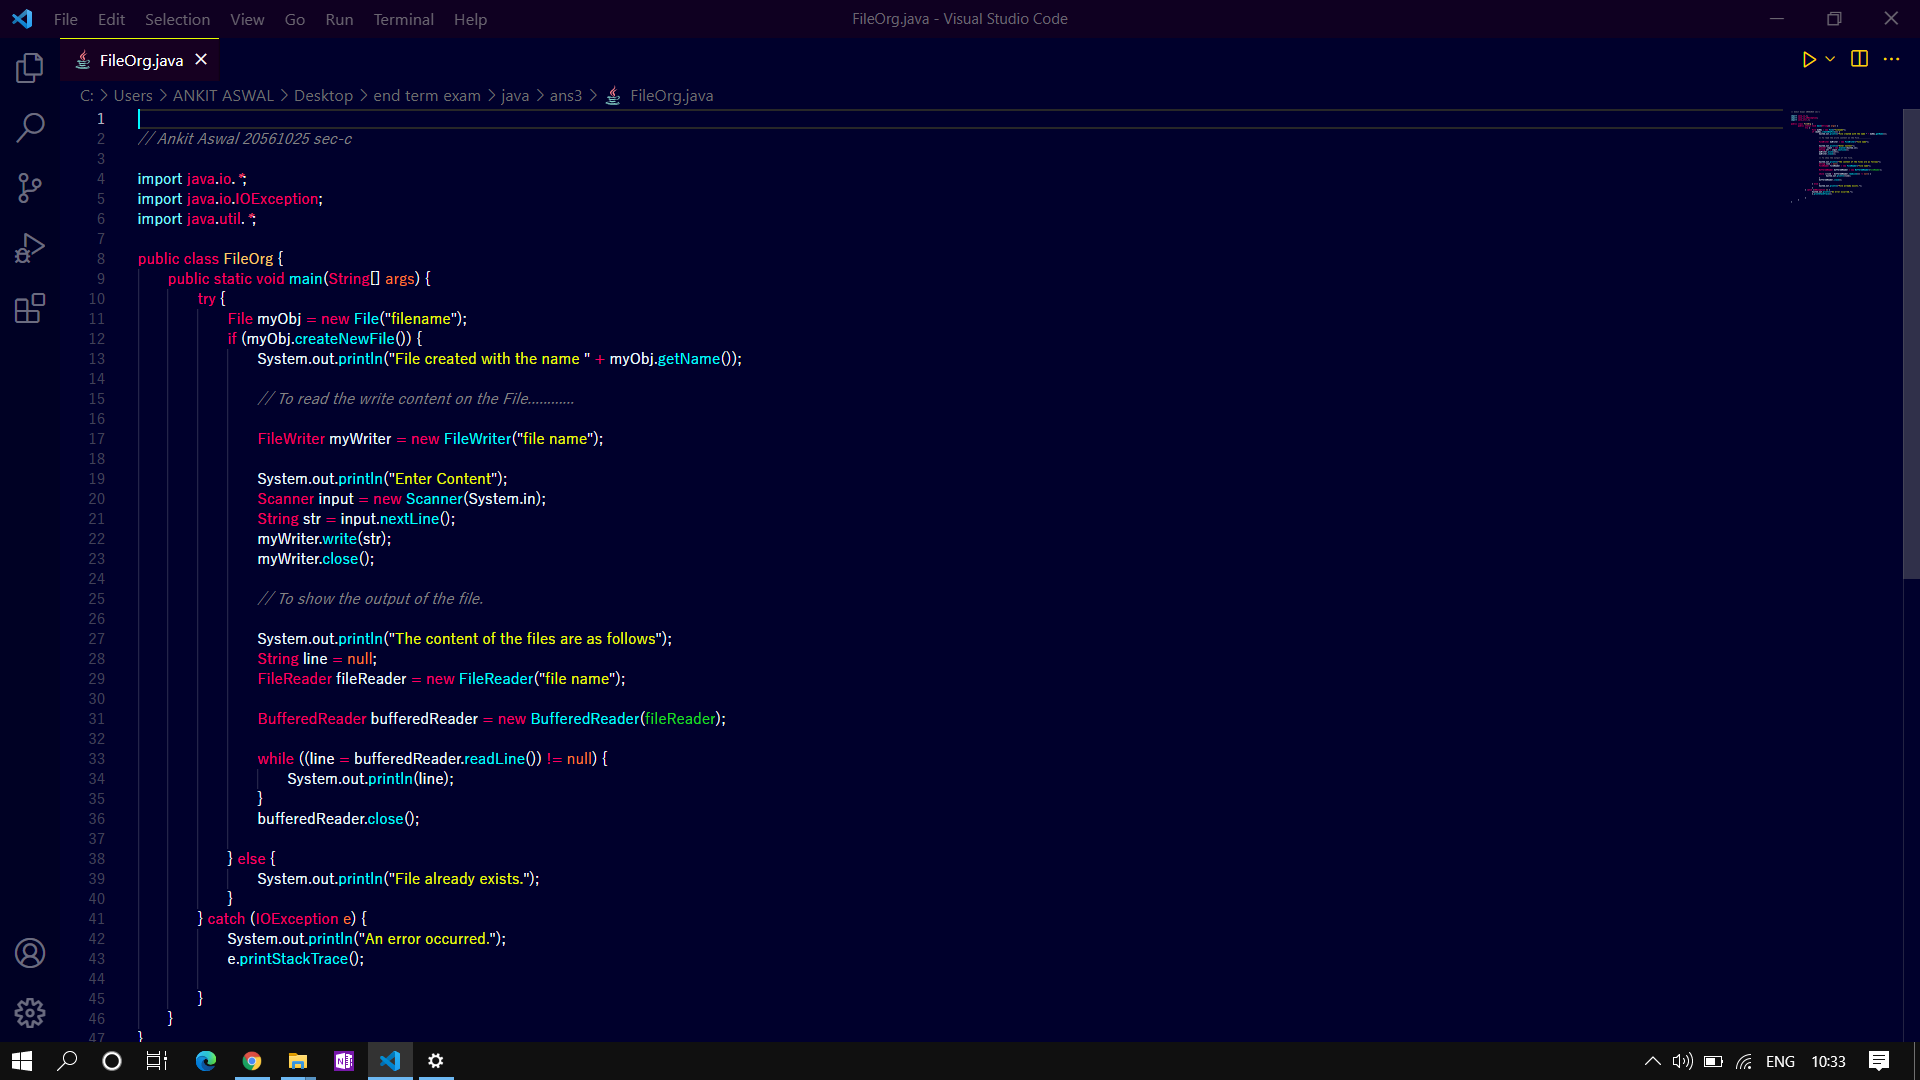 File Edit Selection View Go Run Terminal Help
FileOrg.java - Visual Studio Code
FileOrg.java
C: > Users > ANKIT ASWAL > Desktop > end term exam > java > ans3 > FileOrg.java
1
2 // Ankit Aswal 20561025 sec-c
3
4 import java.io. *;
5 import java.io.IOException;
6 import java.util. *;
7
8 public class FileOrg {
9 public static void main(String[] args) {
10 try {
11 File myObj = new File("filename");
12 if (myObj.createNewFile()) {
13 System.out.println("File created with the name " + myObj.getName());
14
15 // To read the write content on the File............
16
17 FileWriter myWriter = new FileWriter("file name");
18
19 System.out.println("Enter Content");
20 Scanner input = new Scanner(System.in);
21 String str = input.nextLine();
22 myWriter.write(str);
23 myWriter.close();
24
25 // To show the output of the file.
26
27 System.out.println("The content of the files are as follows");
28 String line = null;
29 FileReader fileReader = new FileReader("file name");
30
31 BufferedReader bufferedReader = new BufferedReader(fileReader);
32
33 while ((line = bufferedReader.readLine()) != null) {
34 System.out.println(line);
35 }
36 bufferedReader.close();
37
38 } else {
39 System.out.println("File already exists.");
40 }
41 } catch (IOException e) {
42 System.out.println("An error occurred.");
43 e.printStackTrace();
44
45 }
46 }
47 }
ENG 10:33